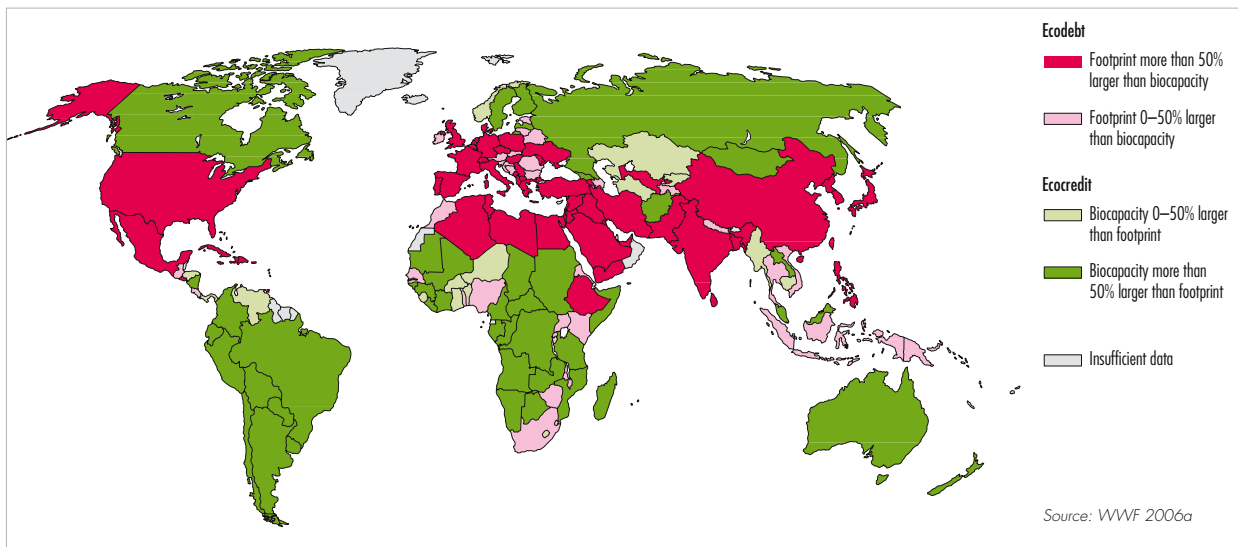 Ecodebt
Footprint more than 50%
larger than biocapacity
Footprint 0–50% larger
than biocapacity
Ecocredit
Biocapacity 0–50% larger
than footprint
Biocapacity more than
50% larger than footprint
Insufficient data
Source: WWF 2006a